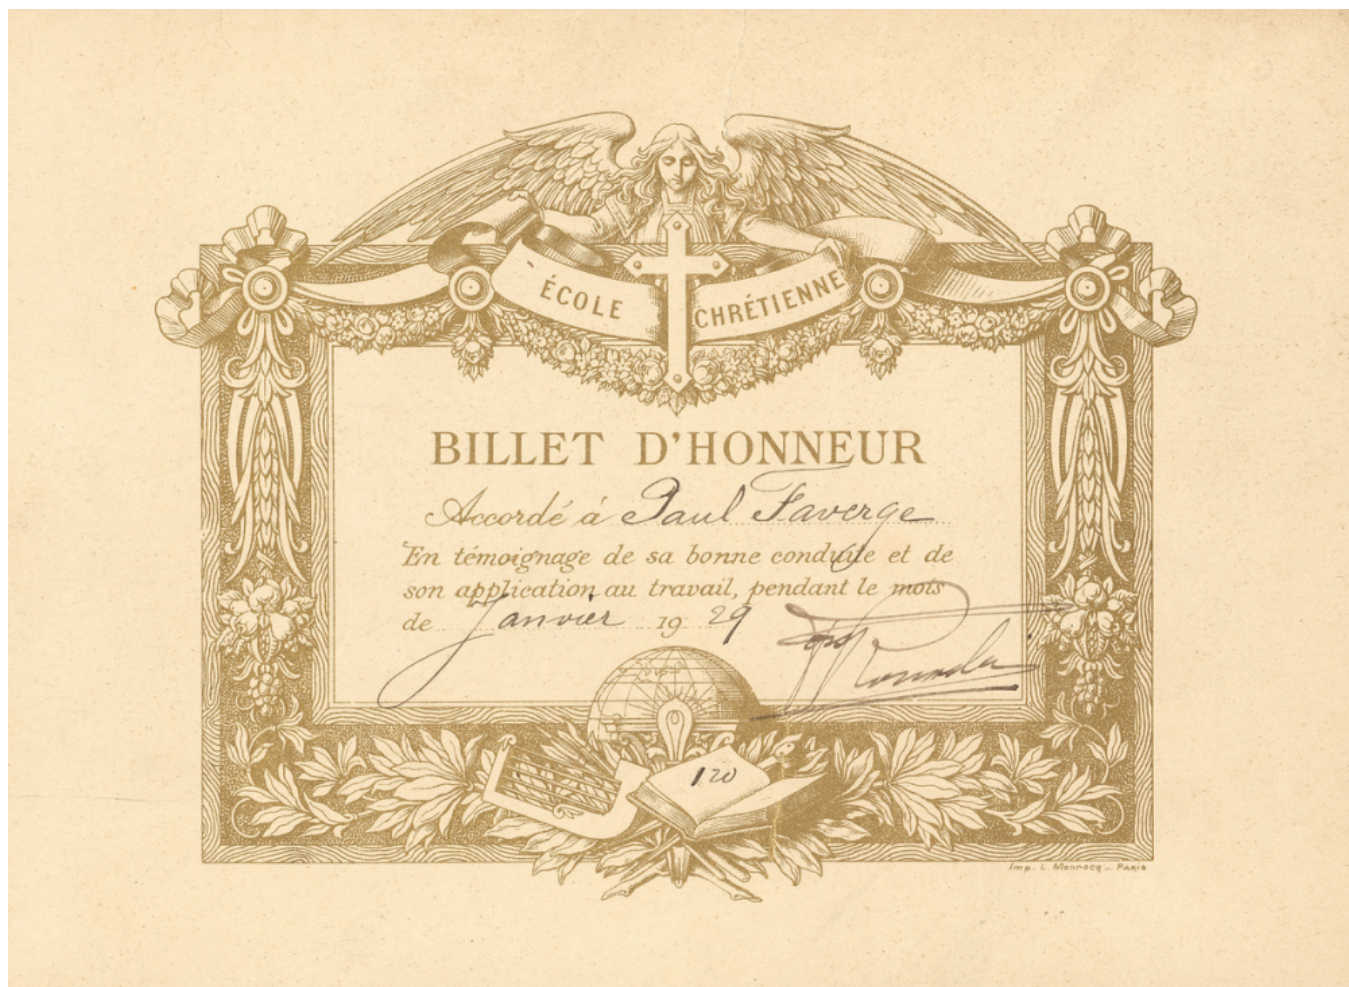 ÉCOLE CHRÉTIENNE
BILLET D'HONNEUR
Accordé à Paul Faverge
En témoignage de sa bonne conduite et de
son application au travail, pendant le mois
de Janvier 1929
120
Imp. L. Monrocq _ PARIS